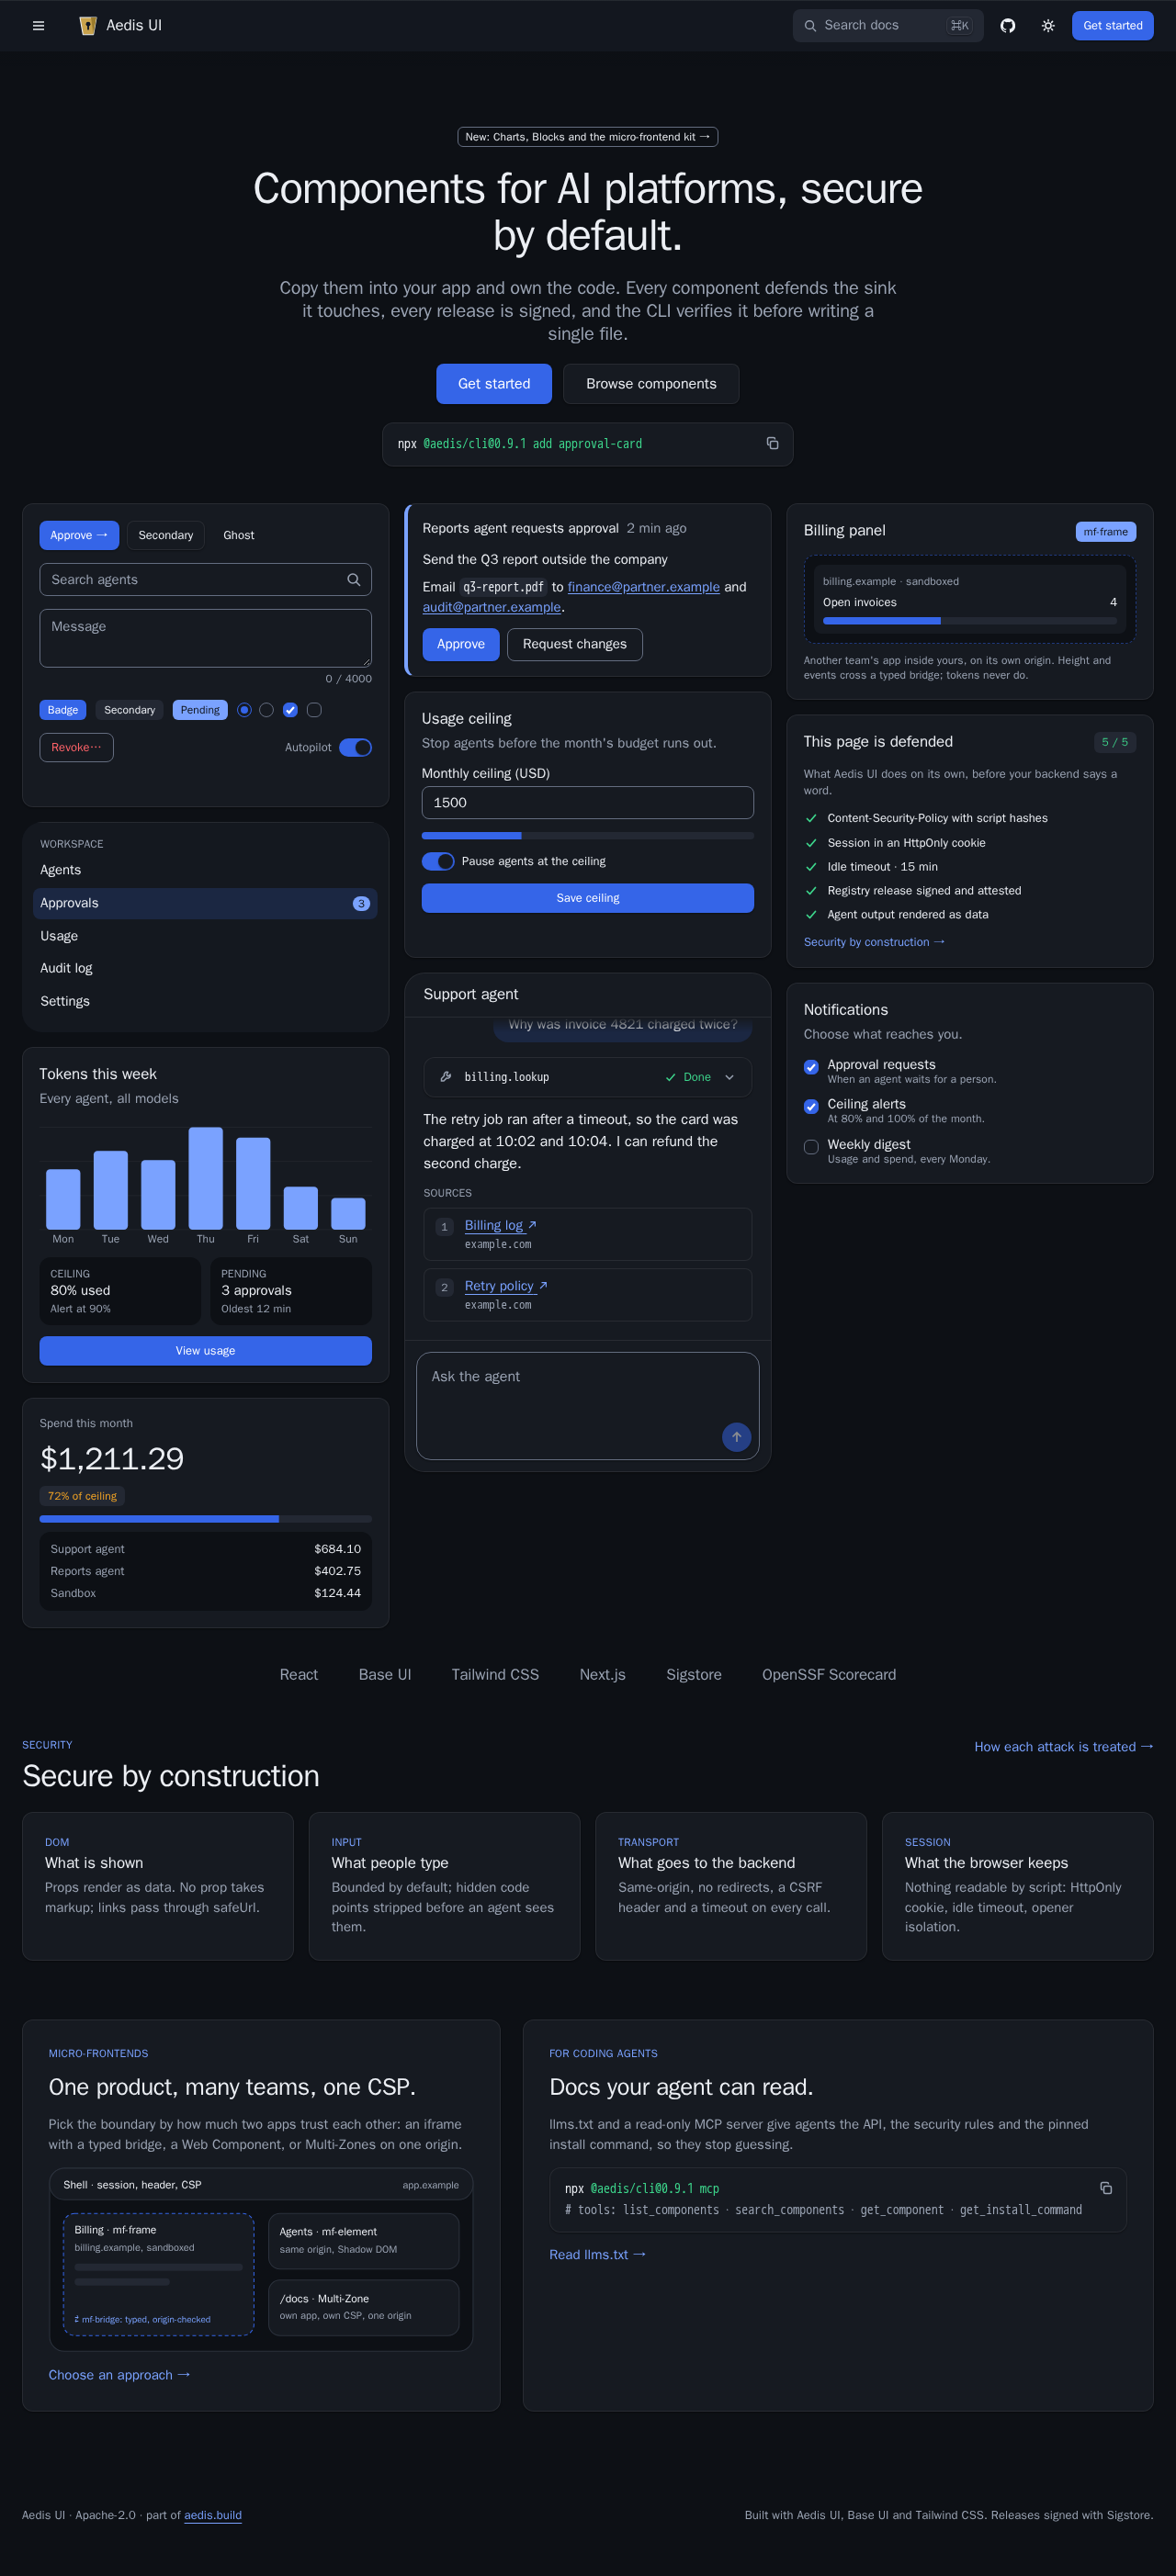 Aedis UI
Search docs
⌘K
Get started
New: Charts, Blocks and the micro-frontend kit →
Components for AI platforms, secure
by default.
Copy them into your app and own the code. Every component defends the sink
it touches, every release is signed, and the CLI verifies it before writing a
single file.
Get started
Browse components
npx @aedis/cli@0.9.1 add approval-card
Approve →
Secondary
Ghost
Search agents
Message
0 / 4000
Badge
Secondary
Pending
Revoke⋯
Autopilot
WORKSPACE
Agents
Approvals
3
Usage
Audit log
Settings
Tokens this week
Every agent, all models
Mon Tue Wed Thu Fri Sat Sun
CEILING
80% used
Alert at 90%
PENDING
3 approvals
Oldest 12 min
View usage
Spend this month
$1,211.29
72% of ceiling
Support agent $684.10
Reports agent $402.75
Sandbox $124.44
Reports agent requests approval 2 min ago
Send the Q3 report outside the company
Email q3-report.pdf to finance@partner.example and
audit@partner.example.
Approve
Request changes
Usage ceiling
Stop agents before the month's budget runs out.
Monthly ceiling (USD)
1500
Pause agents at the ceiling
Save ceiling
Support agent
Why was invoice 4821 charged twice?
billing.lookup
Done
The retry job ran after a timeout, so the card was
charged at 10:02 and 10:04. I can refund the
second charge.
SOURCES
1 Billing log ↗
example.com
2 Retry policy ↗
example.com
Ask the agent
Billing panel
mf-frame
billing.example · sandboxed
Open invoices 4
Another team's app inside yours, on its own origin. Height and
events cross a typed bridge; tokens never do.
This page is defended
5 / 5
What Aedis UI does on its own, before your backend says a
word.
Content-Security-Policy with script hashes
Session in an HttpOnly cookie
Idle timeout · 15 min
Registry release signed and attested
Agent output rendered as data
Security by construction →
Notifications
Choose what reaches you.
Approval requests
When an agent waits for a person.
Ceiling alerts
At 80% and 100% of the month.
Weekly digest
Usage and spend, every Monday.
React
Base UI
Tailwind CSS
Next.js
Sigstore
OpenSSF Scorecard
SECURITY
Secure by construction
How each attack is treated →
DOM
What is shown
Props render as data. No prop takes
markup; links pass through safeUrl.
INPUT
What people type
Bounded by default; hidden code
points stripped before an agent sees
them.
TRANSPORT
What goes to the backend
Same-origin, no redirects, a CSRF
header and a timeout on every call.
SESSION
What the browser keeps
Nothing readable by script: HttpOnly
cookie, idle timeout, opener
isolation.
MICRO-FRONTENDS
One product, many teams, one CSP.
Pick the boundary by how much two apps trust each other: an iframe
with a typed bridge, a Web Component, or Multi-Zones on one origin.
Shell · session, header, CSP
app.example
Billing · mf-frame
billing.example, sandboxed
⇄ mf-bridge: typed, origin-checked
Agents · mf-element
same origin, Shadow DOM
/docs · Multi-Zone
own app, own CSP, one origin
Choose an approach →
FOR CODING AGENTS
Docs your agent can read.
llms.txt and a read-only MCP server give agents the API, the security rules and the pinned
install command, so they stop guessing.
npx @aedis/cli@0.9.1 mcp
# tools: list_components · search_components · get_component · get_install_command
Read llms.txt →
Aedis UI · Apache-2.0 · part of aedis.build
Built with Aedis UI, Base UI and Tailwind CSS. Releases signed with Sigstore.